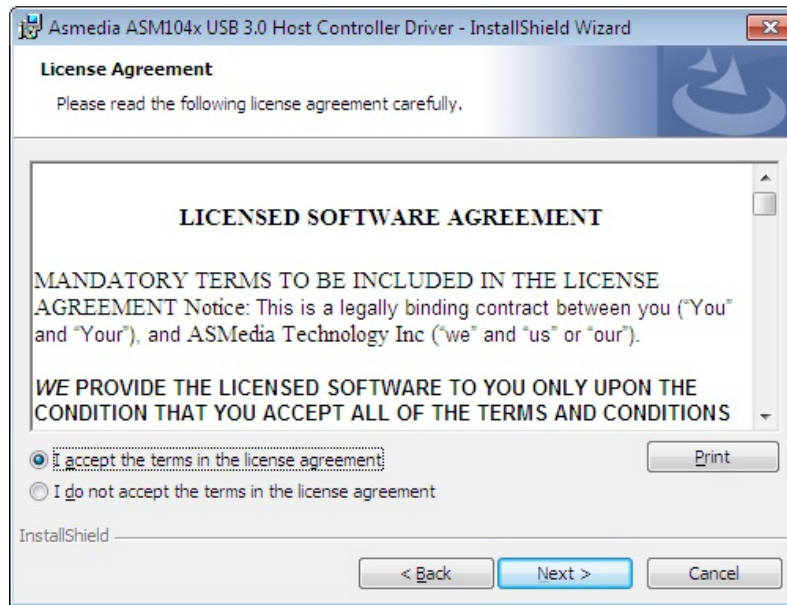 Asmedia ASM104x USB 3.0 Host Controller Driver - InstallShield Wizard
License Agreement
Please read the following license agreement carefully.
LICENSED SOFTWARE AGREEMENT
MANDATORY TERMS TO BE INCLUDED IN THE LICENSE
AGREEMENT Notice: This is a legally binding contract between you (“You”
and “Your”), and ASMedia Technology Inc (“we” and “us” or “our”).
WE PROVIDE THE LICENSED SOFTWARE TO YOU ONLY UPON THE
CONDITION THAT YOU ACCEPT ALL OF THE TERMS AND CONDITIONS
I accept the terms in the license agreement
Print
I do not accept the terms in the license agreement
InstallShield
< Back
Next >
Cancel